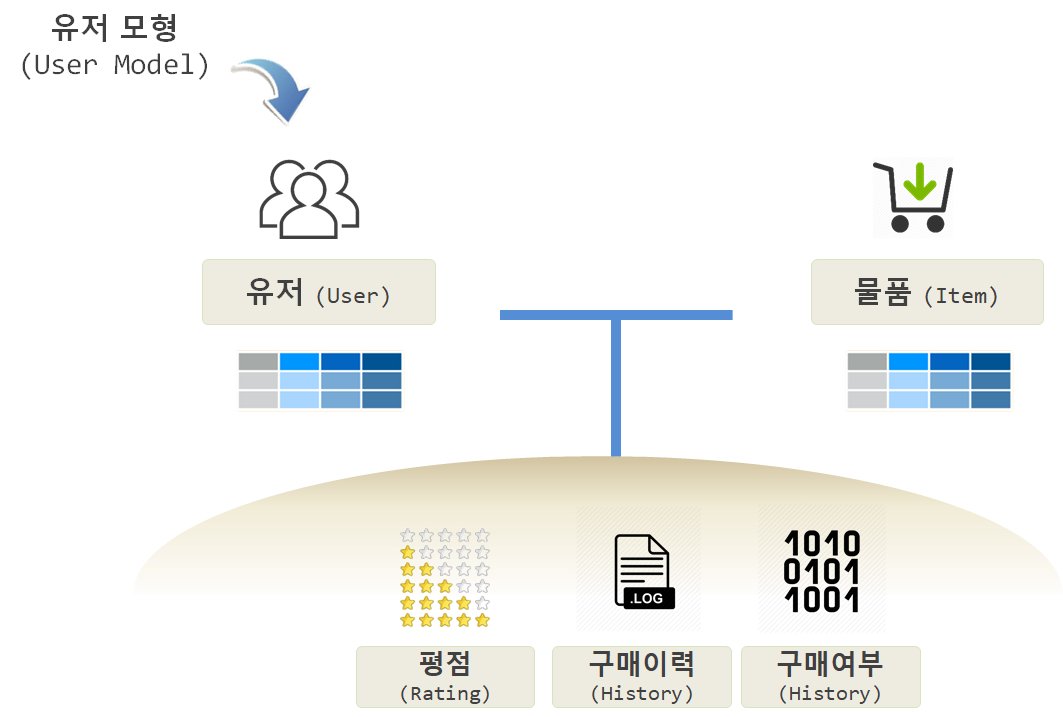 유저 모형
(User Model)
유저 (User)
물품 (Item)
.LOG
1010
0101
1001
평점
(Rating)
구매이력
(History)
구매여부
(History)